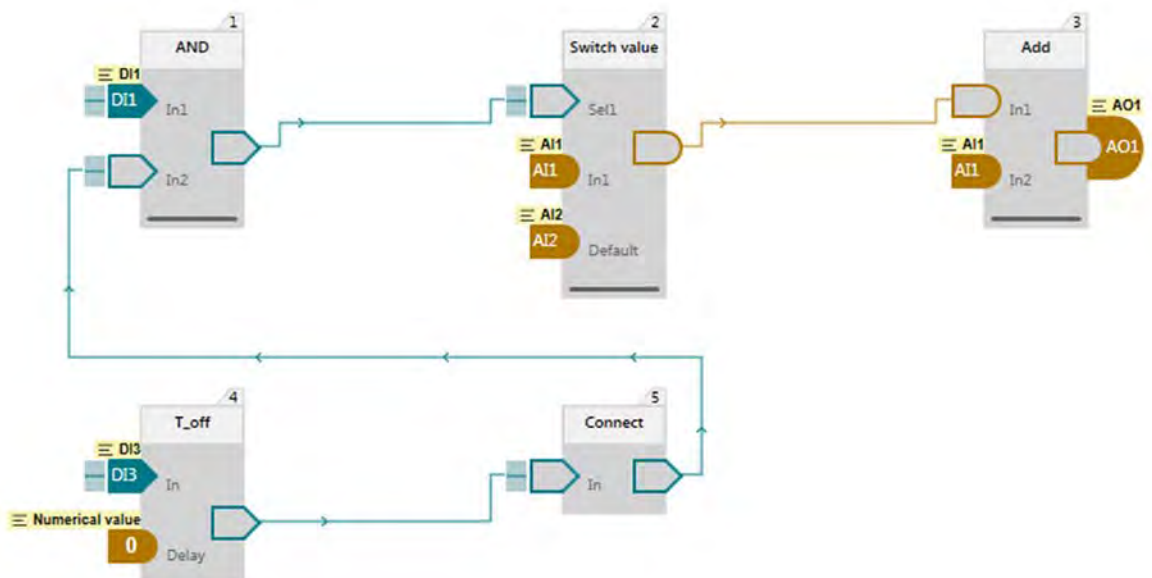 1
AND
DI1
DI1
In1
In2
2
Switch value
Sel1
AI1
AI1
In1
AI2
AI2
Default
3
Add
In1
AI1
AI1
In2
AO1
AO1
4
T_off
DI3
DI3
In
Numerical value
0
Delay
5
Connect
In